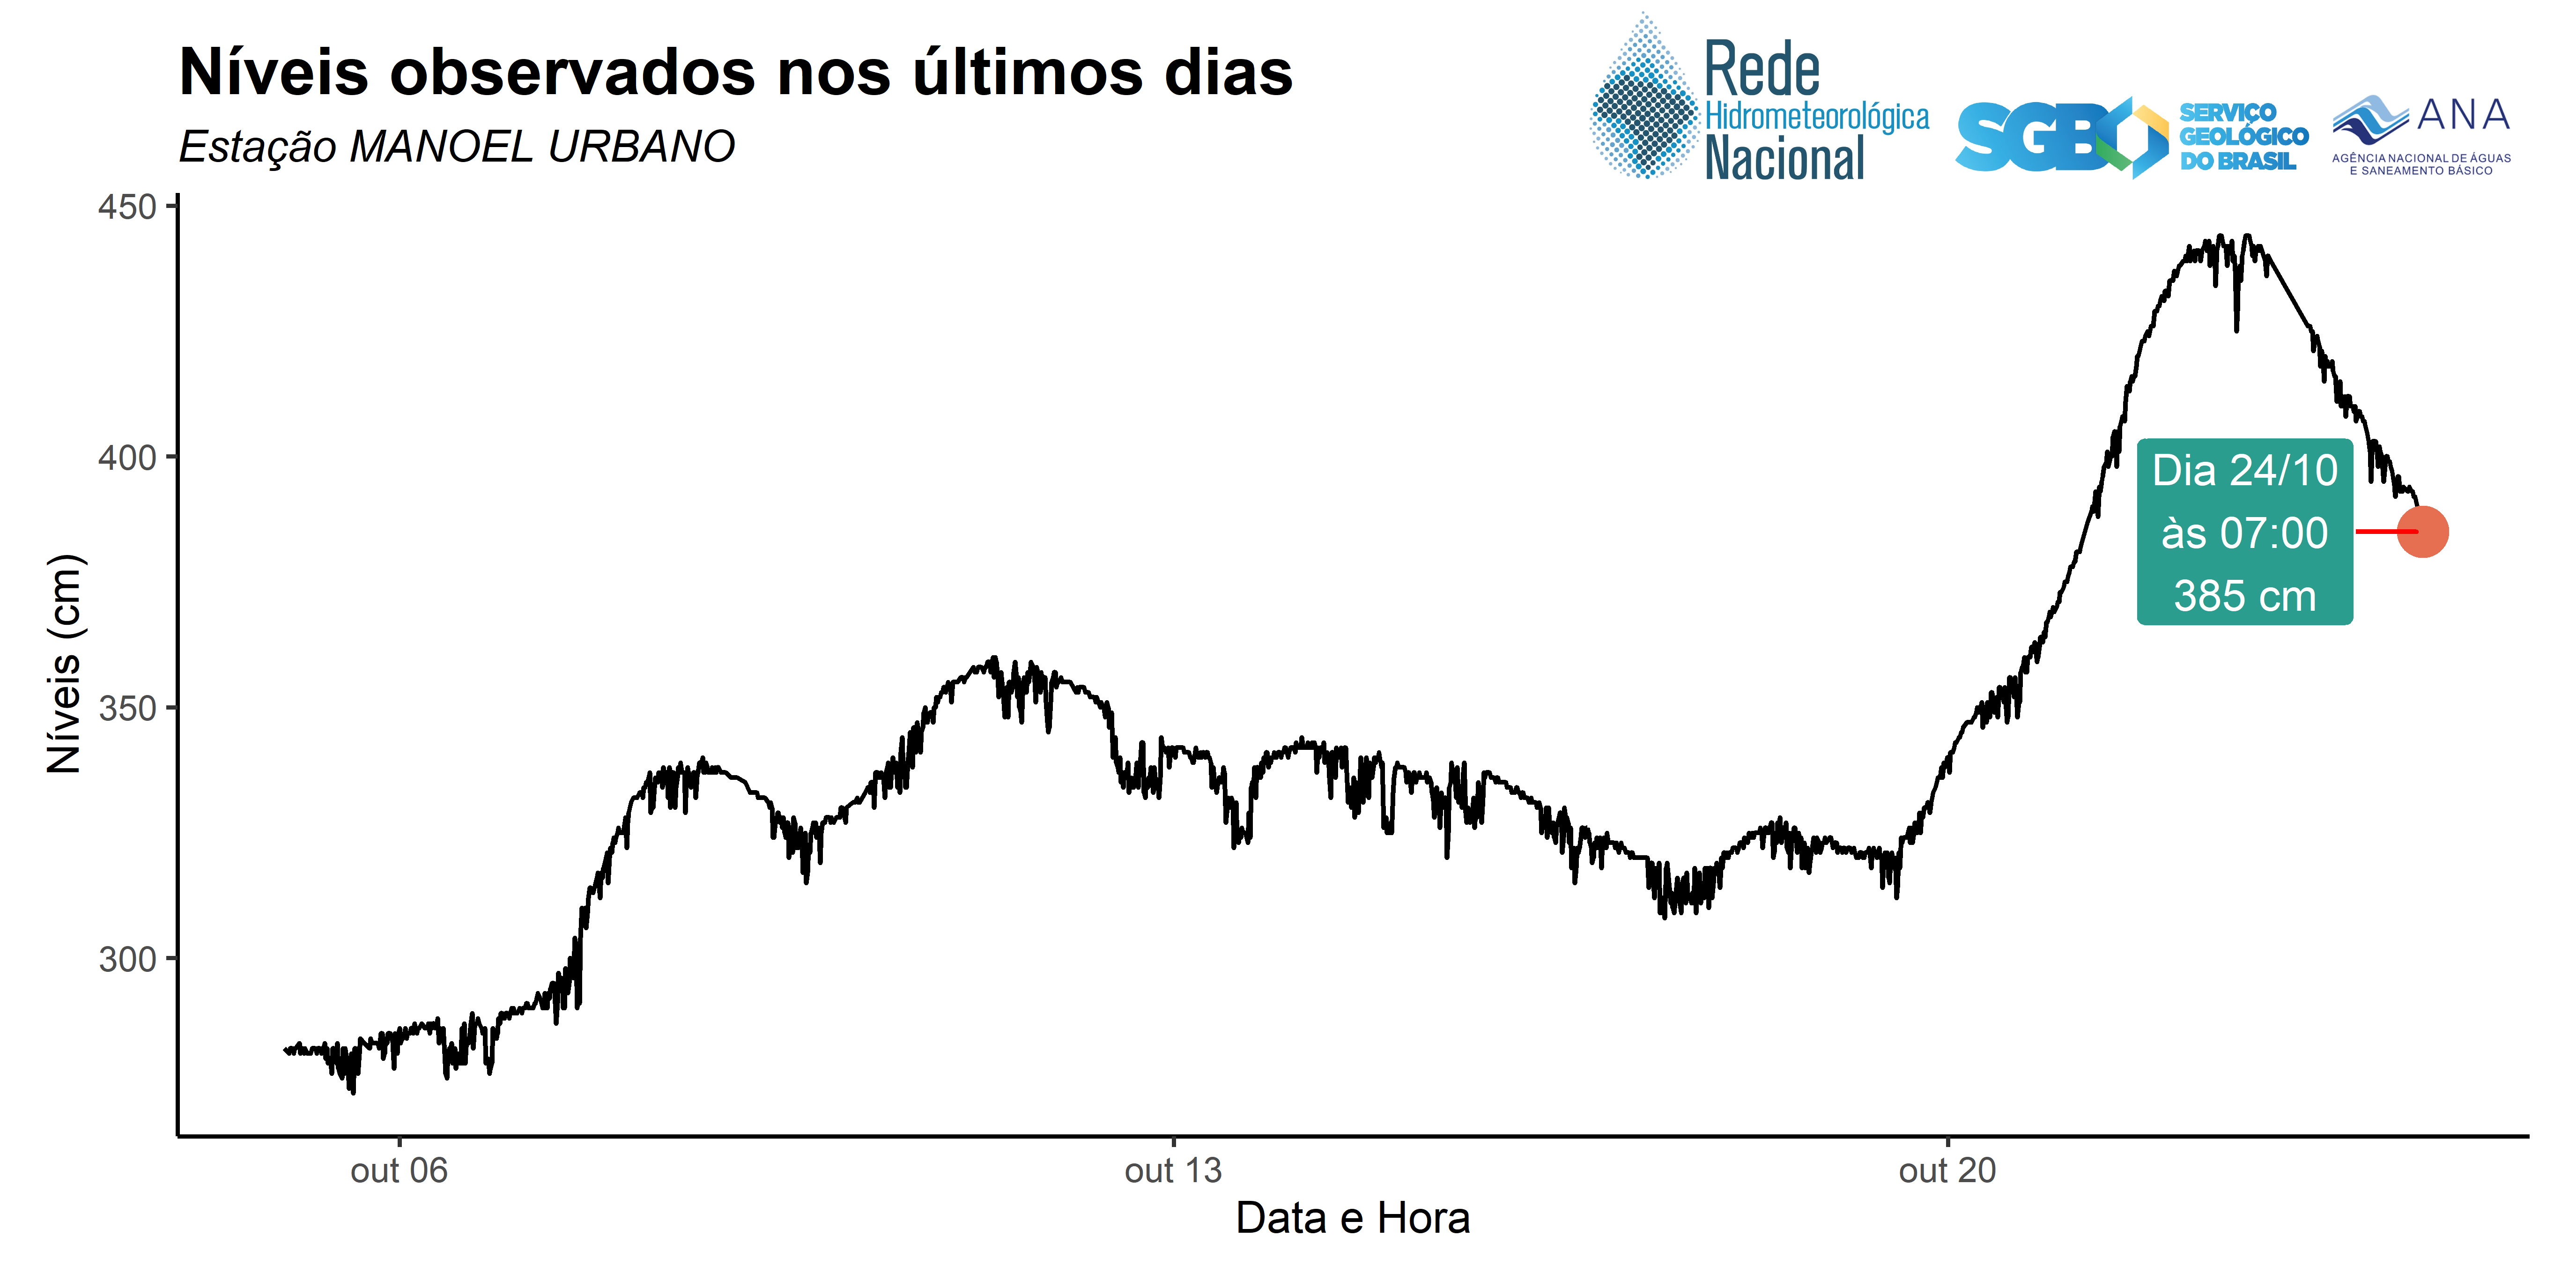 Níveis observados nos últimos dias
Estação MANOEL URBANO
Rede
Hidrometeorológica
Nacional
SGB
SERVIÇO
GEOLÓGICO
DO BRASIL
ANA
AGÊNCIA NACIONAL DE ÁGUAS
E SANEAMENTO BÁSICO
450
400
350
300
Níveis (cm)
Dia 24/10
às 07:00
385 cm
out 06
out 13
out 20
Data e Hora